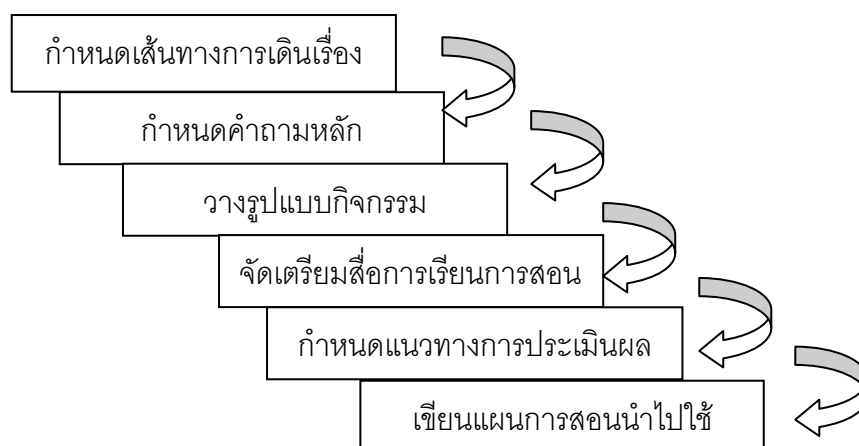 กำหนดเส้นทางการเดินเรื่อง
กำหนดคำถามหลัก
วางรูปแบบกิจกรรม
จัดเตรียมสื่อการเรียนการสอน
กำหนดแนวทางการประเมินผล
เขียนแผนการสอนนำไปใช้